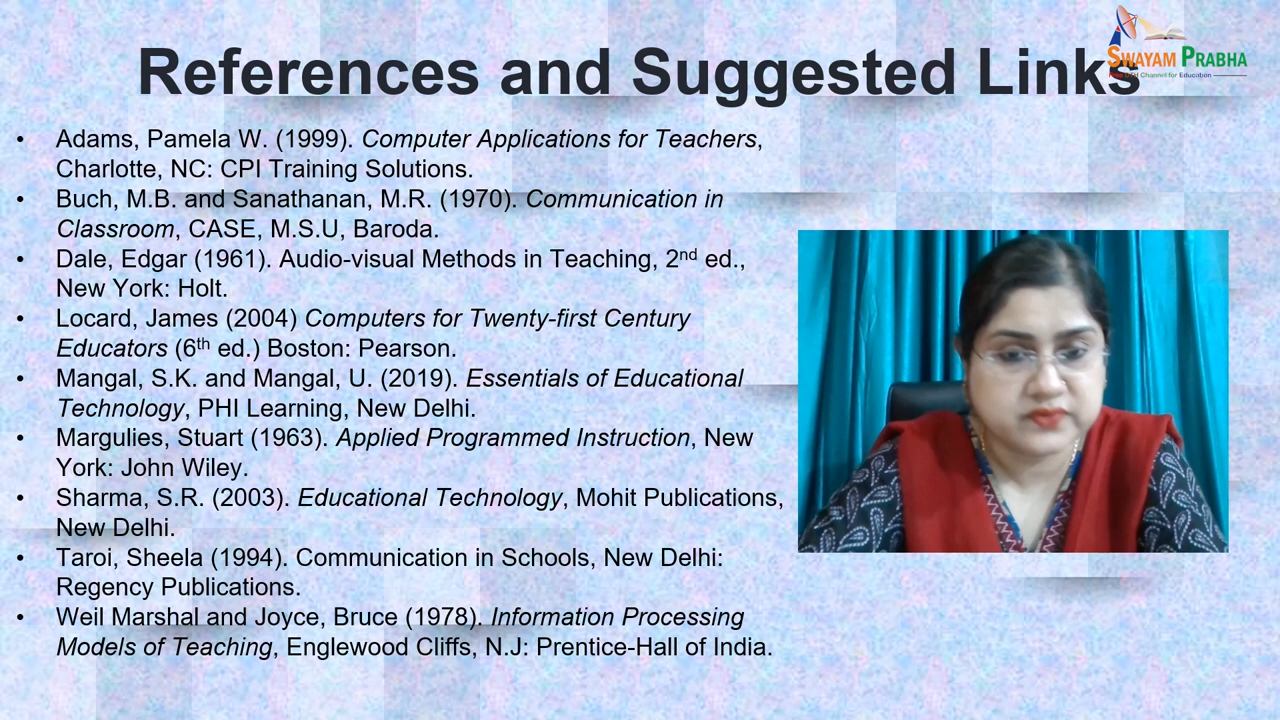 References and Suggested Links
SWAYAM PRABHA
Free DTH Channel for Education
• Adams, Pamela W. (1999). Computer Applications for Teachers,
Charlotte, NC: CPI Training Solutions.
• Buch, M.B. and Sanathanan, M.R. (1970). Communication in
Classroom, CASE, M.S.U, Baroda.
• Dale, Edgar (1961). Audio-visual Methods in Teaching, 2nd ed.,
New York: Holt.
• Locard, James (2004) Computers for Twenty-first Century
Educators (6th ed.) Boston: Pearson.
• Mangal, S.K. and Mangal, U. (2019). Essentials of Educational
Technology, PHI Learning, New Delhi.
• Margulies, Stuart (1963). Applied Programmed Instruction, New
York: John Wiley.
• Sharma, S.R. (2003). Educational Technology, Mohit Publications,
New Delhi.
• Taroi, Sheela (1994). Communication in Schools, New Delhi:
Regency Publications.
• Weil Marshal and Joyce, Bruce (1978). Information Processing
Models of Teaching, Englewood Cliffs, N.J: Prentice-Hall of India.